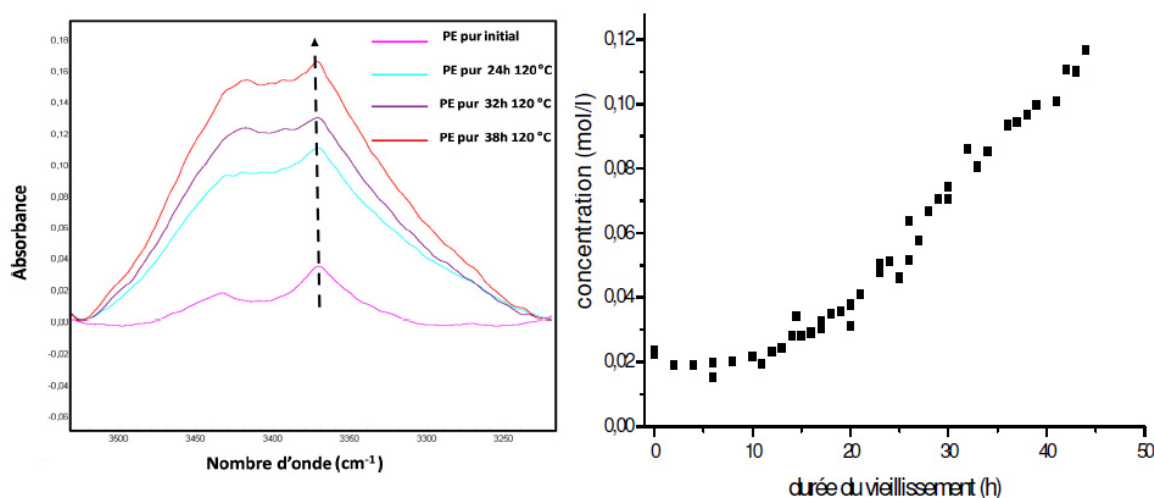 0,18
0,16
0,14
0,12
0,10
0,08
0,06
0,04
0,02
0,00
-0,02
-0,04
-0,06
Absorbance
PE pur initial
PE pur 24h 120°C
PE pur 32h 120°C
PE pur 38h 120°C
3500 3450 3400 3350 3300 3250
Nombre d'onde (cm-1)
0,12
0,10
0,08
0,06
0,04
0,02
0,00
concentration (mol/l)
0 10 20 30 40 50
durée du vieillissement (h)